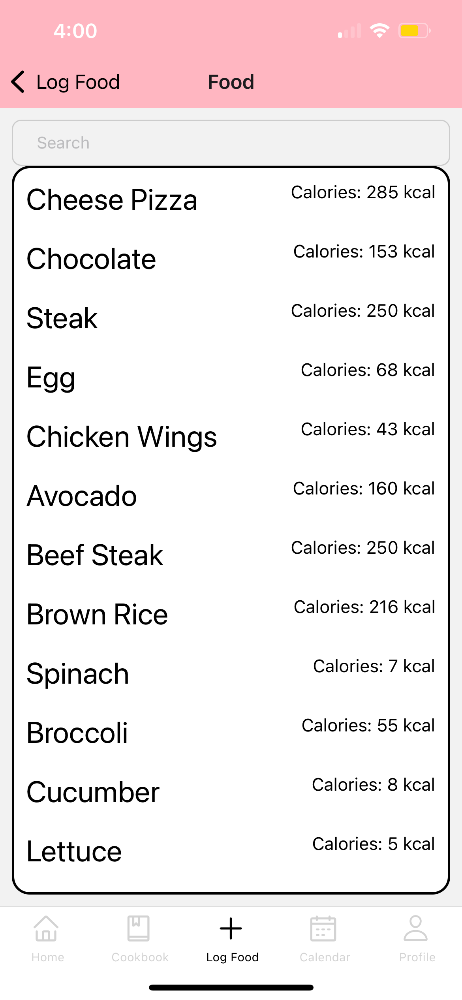 4:00
Log Food
Food
Search
Cheese Pizza Calories: 285 kcal
Chocolate Calories: 153 kcal
Steak Calories: 250 kcal
Egg Calories: 68 kcal
Chicken Wings Calories: 43 kcal
Avocado Calories: 160 kcal
Beef Steak Calories: 250 kcal
Brown Rice Calories: 216 kcal
Spinach Calories: 7 kcal
Broccoli Calories: 55 kcal
Cucumber Calories: 8 kcal
Lettuce Calories: 5 kcal
Home Cookbook Log Food Calendar Profile